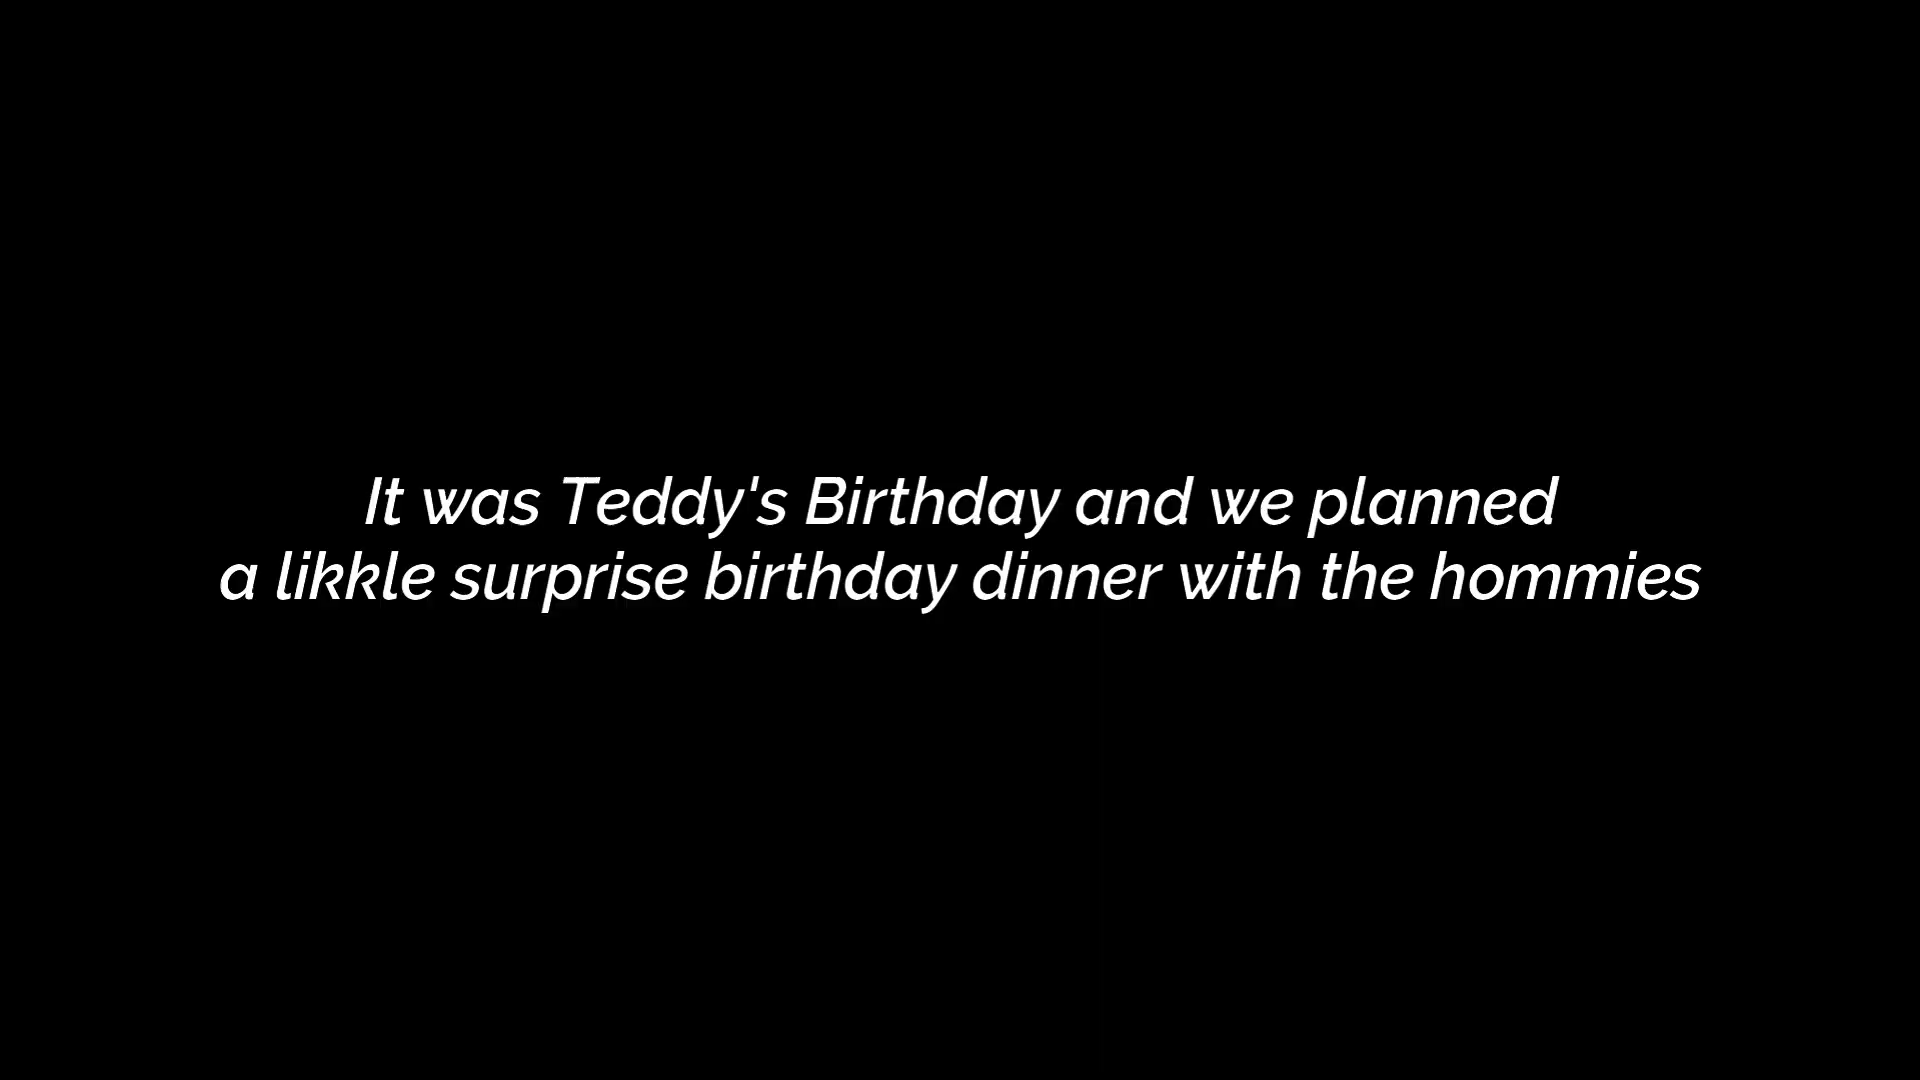 It was Teddy's Birthday and we planned
a likkle surprise birthday dinner with the hommies